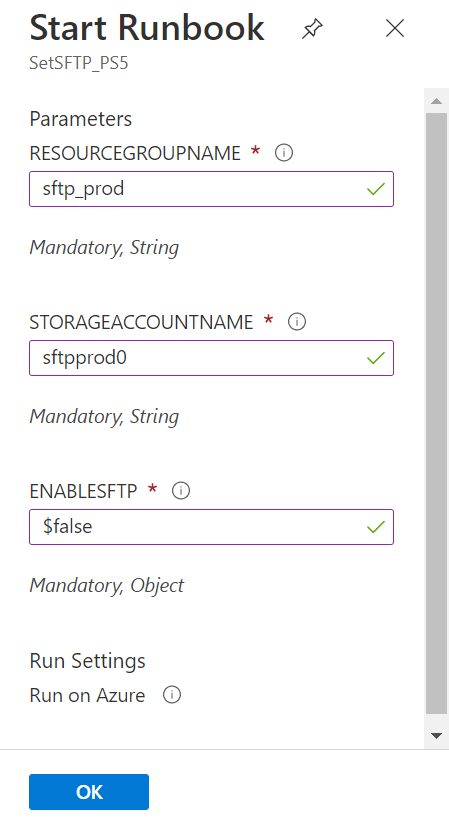 Start Runbook
SetSFTP_PS5
Parameters
RESOURCEGROUPNAME *
sftp_prod
Mandatory, String
STORAGEACCOUNTNAME *
sftpprod0
Mandatory, String
ENABLESFTP *
$false
Mandatory, Object
Run Settings
Run on Azure
OK